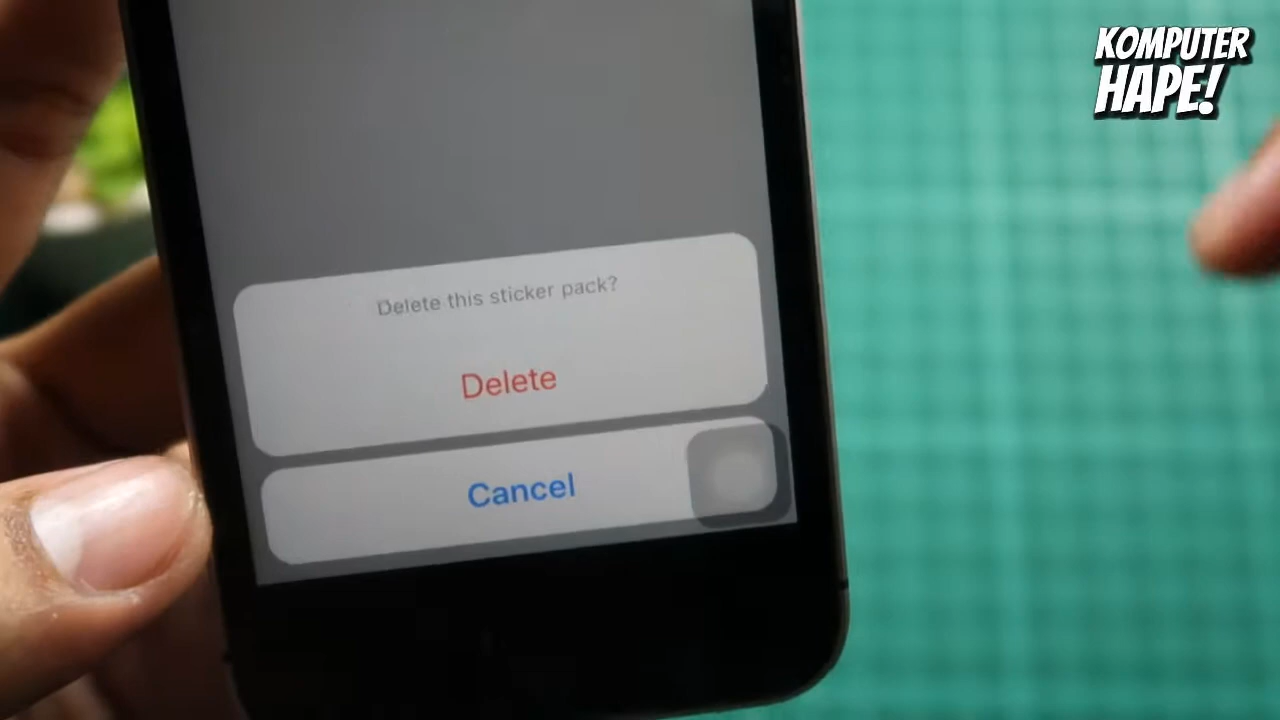 KOMPUTER
HAPE!
Delete this sticker pack?
Delete
Cancel